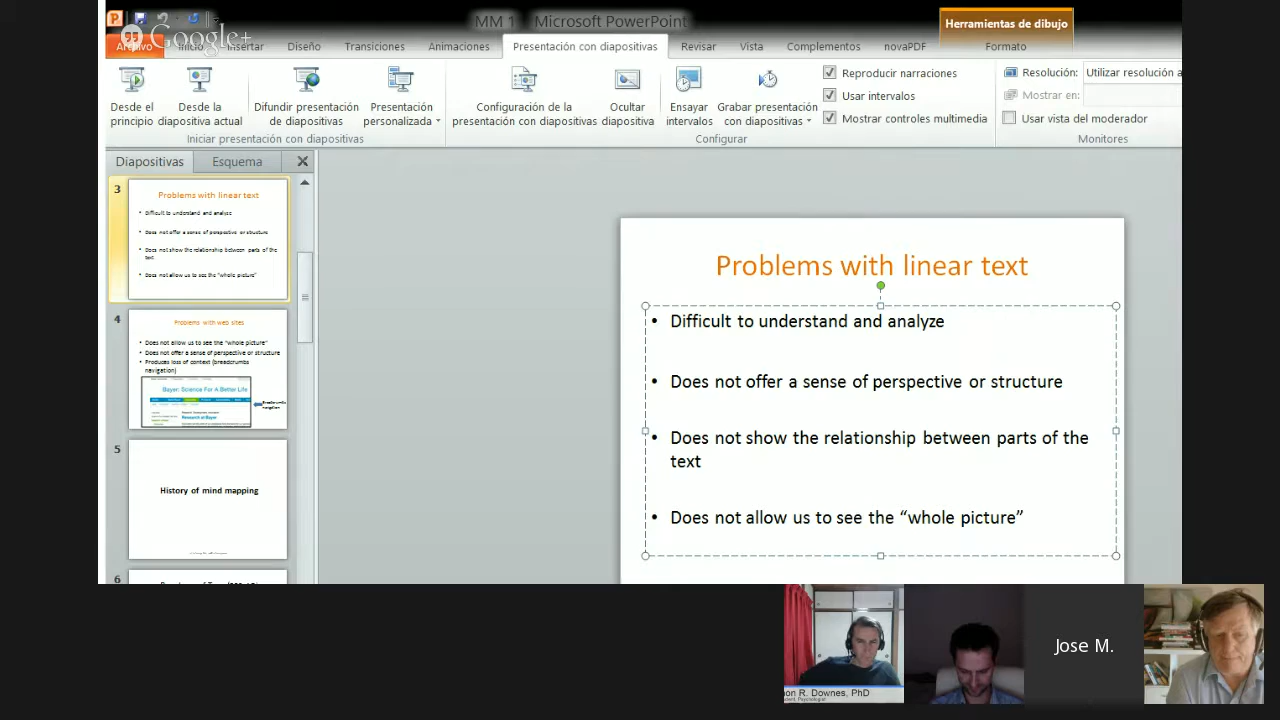 MM 1 - Microsoft PowerPoint
Herramientas de dibujo
Google+
Archivo Inicio Insertar Diseño Transiciones Animaciones Presentación con diapositivas Revisar Vista Complementos novaPDF Formato
Desde el principio
Desde la diapositiva actual
Difundir presentación de diapositivas
Presentación personalizada
Iniciar presentación con diapositivas
Configuración de la presentación con diapositivas
Ocultar diapositiva
Ensayar intervalos
Grabar presentación con diapositivas
Reproducir narraciones
Usar intervalos
Mostrar controles multimedia
Configurar
Resolución: Utilizar resolución a
Mostrar en:
Usar vista del moderador
Monitores
Diapositivas Esquema
3
Problems with linear text
• Difficult to understand and analyze
• Does not offer a sense of perspective or structure
• Does not show the relationship between parts of the
text
• Does not allow us to see the "whole picture"
4
Problems with web sites
• Does not allow us to see the "whole picture"
• Does not offer a sense of perspective or structure
• Produces loss of context (breadcrumbs
navigation)
Bayer: Science For A Better Life
Research at Bayer
Breadcrumbs
navigation
5
History of mind mapping
6
Problems with linear text
• Difficult to understand and analyze
• Does not offer a sense of perspective or structure
• Does not show the relationship between parts of the
text
• Does not allow us to see the “whole picture”
non R. Downes, PhD
Jose M.